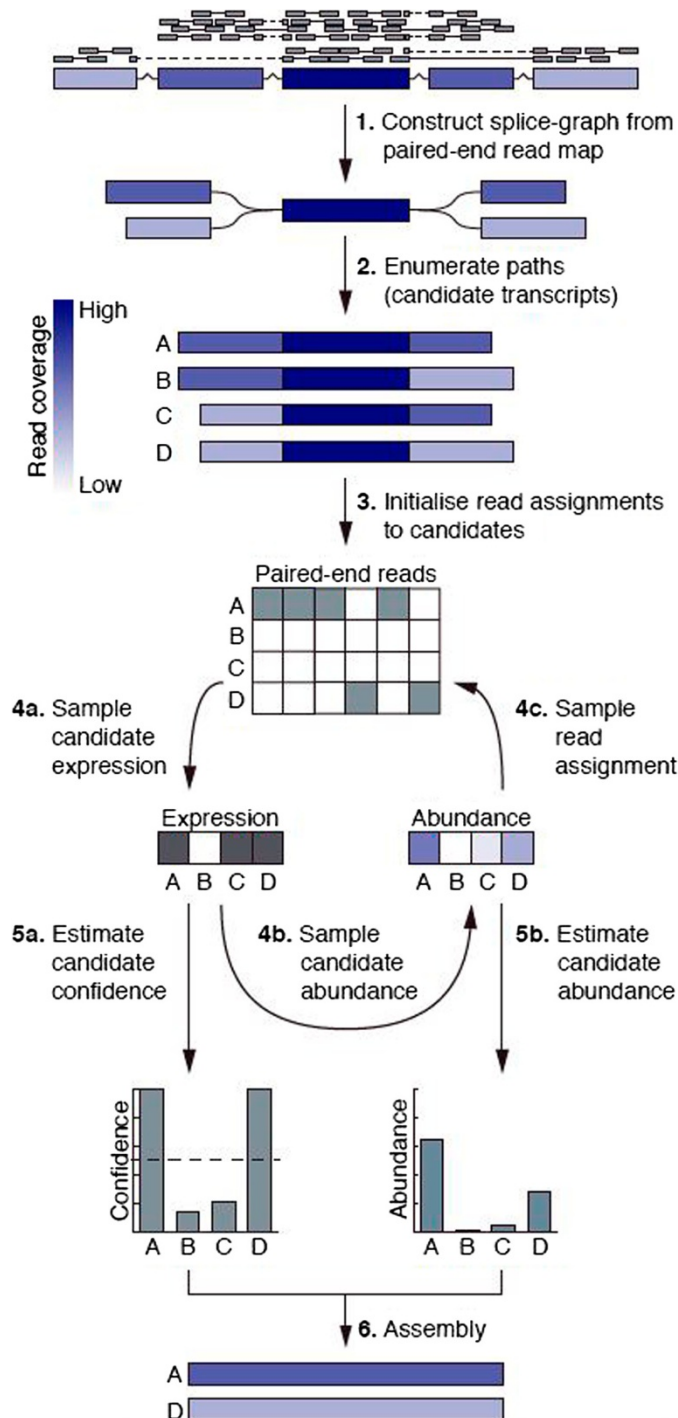 1. Construct splice-graph from
paired-end read map
2. Enumerate paths
(candidate transcripts)
Read coverage
High
Low
A
B
C
D
3. Initialise read assignments
to candidates
Paired-end reads
A
B
C
D
4a. Sample
candidate
expression
4c. Sample
read
assignment
Expression
A B C D
Abundance
A B C D
5a. Estimate
candidate
confidence
4b. Sample
candidate
abundance
5b. Estimate
candidate
abundance
Confidence
A B C D
Abundance
A B C D
6. Assembly
A
D